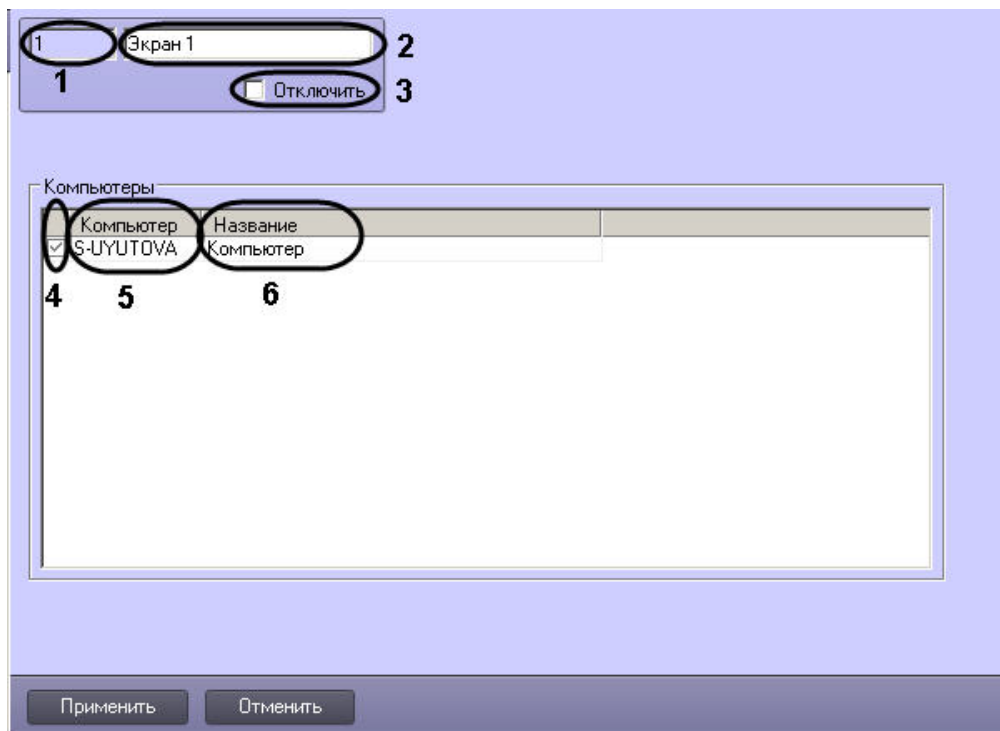 1 Экран 1 2
1 Отключить 3
Компьютеры
Компьютер Название
S-UYUTOVA Компьютер
4 5 6
Применить Отменить